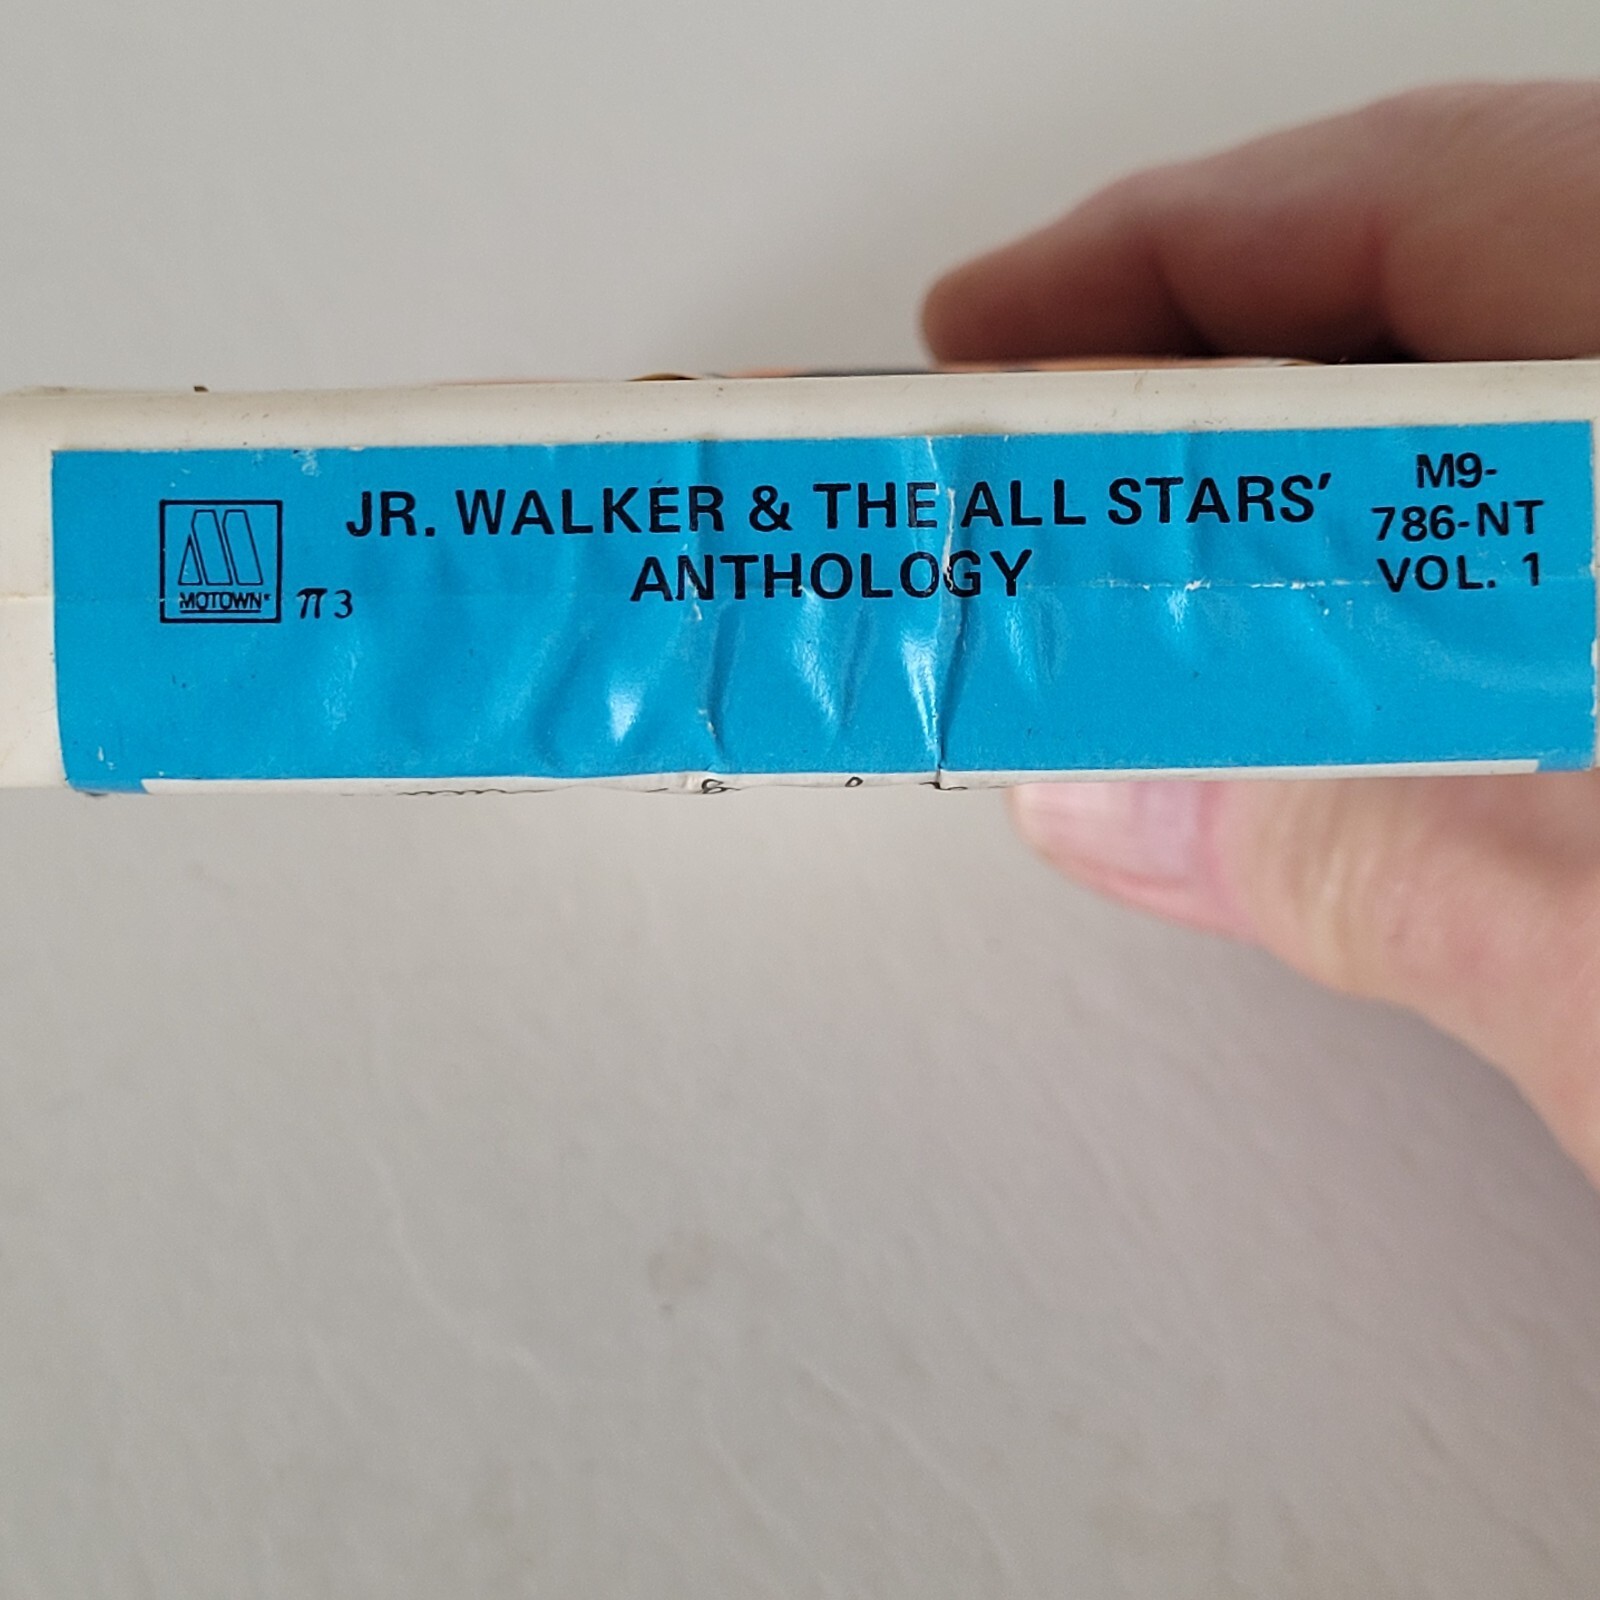 JR. WALKER & THE ALL STARS’
ANTHOLOGY
M9-
786-NT
VOL. 1
MOTOWN
π3